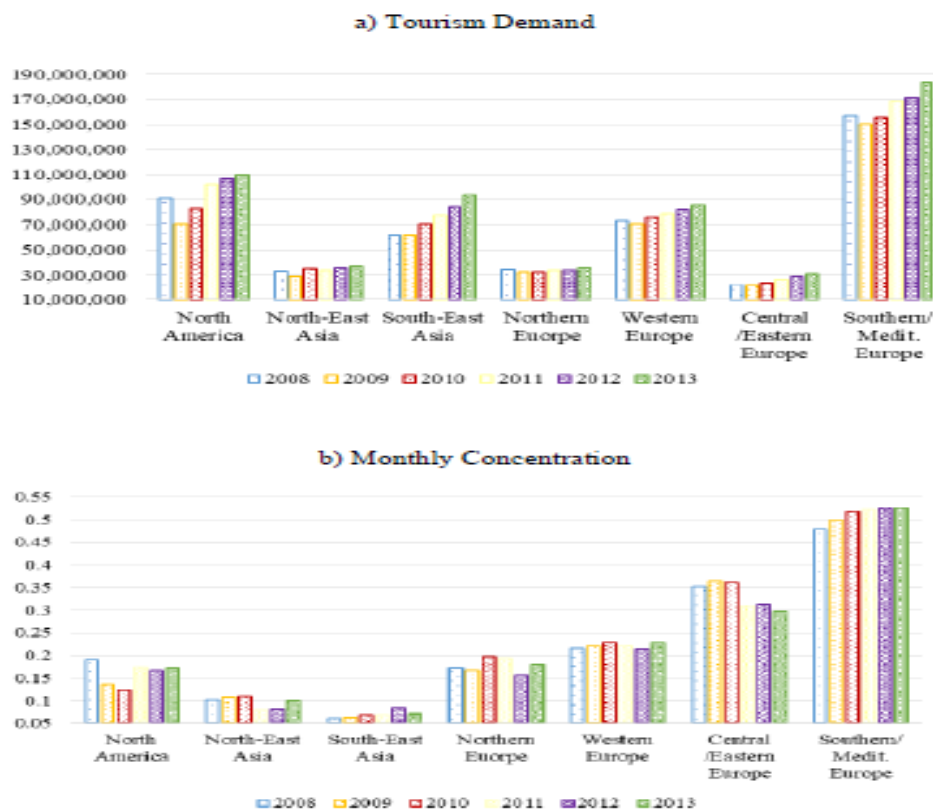 a) Tourism Demand
190,000,000
170,000,000
150,000,000
130,000,000
110,000,000
90,000,000
70,000,000
50,000,000
30,000,000
10,000,000
North America
North-East Asia
South-East Asia
Northern Euorpe
Western Europe
Central /Eastern Europe
Southern/ Medit. Europe
2008 2009 2010 2011 2012 2013
b) Monthly Concentration
0.55
0.5
0.45
0.4
0.35
0.3
0.25
0.2
0.15
0.1
0.05
North America
North-East Asia
South-East Asia
Northern Euorpe
Western Europe
Central /Eastern Europe
Southern/ Medit. Europe
2008 2009 2010 2011 2012 2013